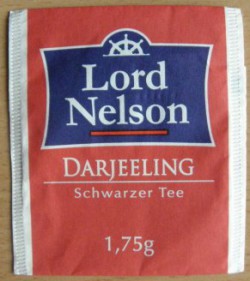 Lord
Nelson
DARJEELING
Schwarzer Tee
1,75g